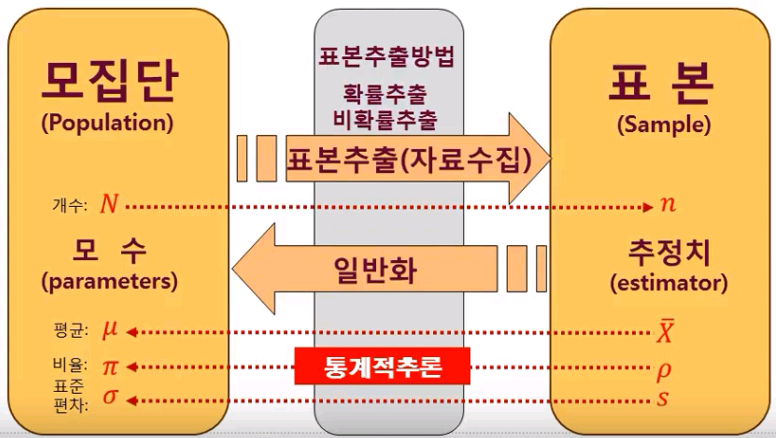 모집단
(Population)
표본추출방법
확률추출
비확률추출
표 본
(Sample)
표본추출(자료수집)
개수: N
n
모 수
(parameters)
일반화
추정치
(estimator)
평균: μ
X̄
비율: π
통계적추론
ρ
표준
편차: σ
s